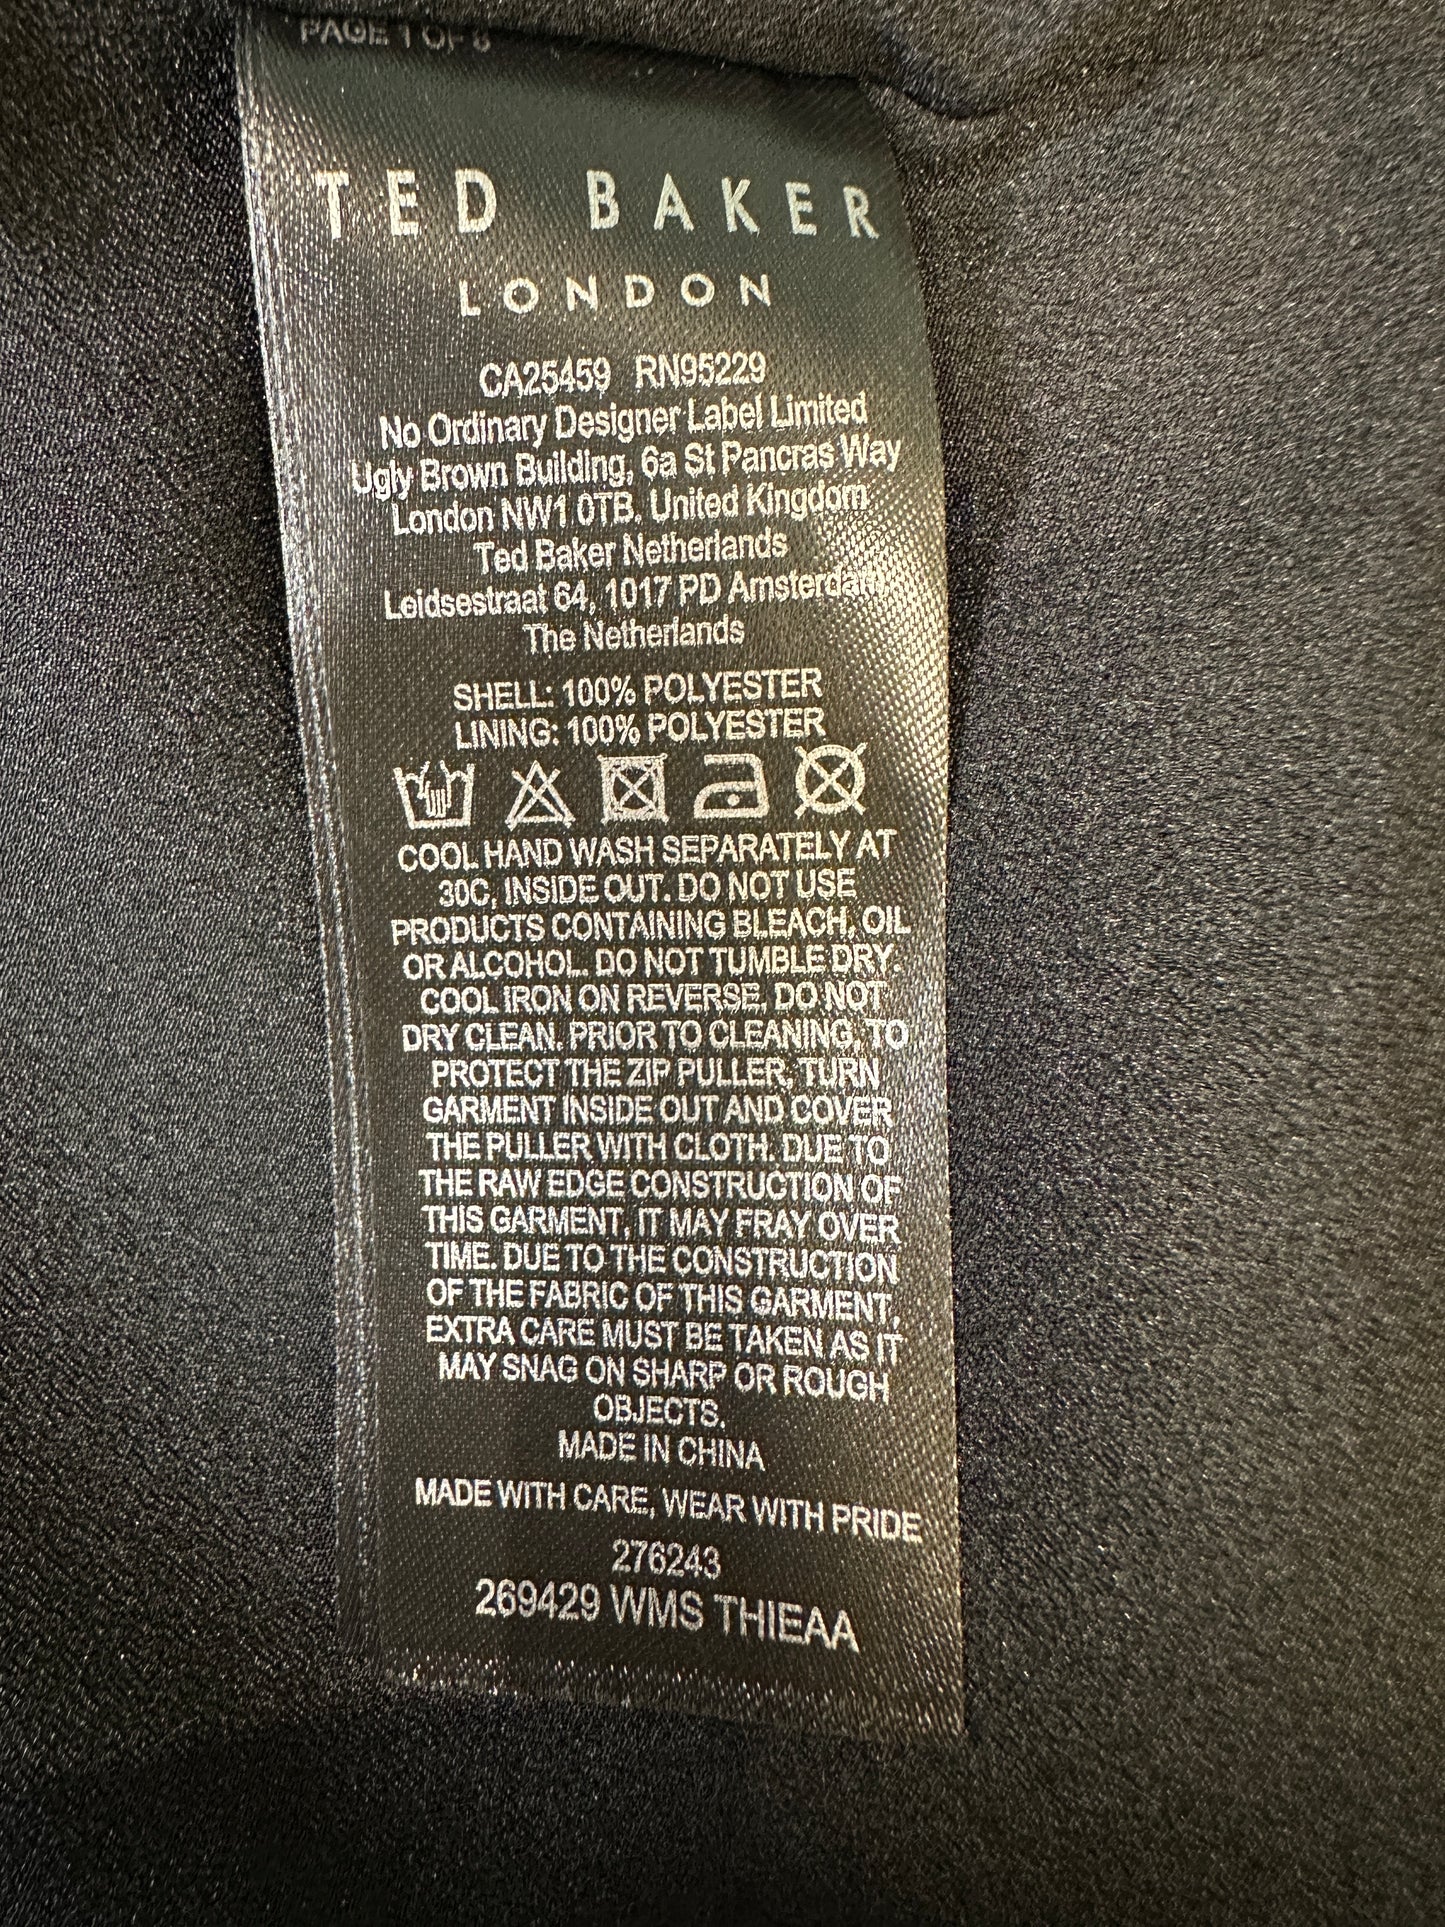 PAGE 1 OF 8
TED BAKER
LONDON
CA25459 RN95229
No Ordinary Designer Label Limited
Ugly Brown Building, 6a St Pancras Way
London NW1 0TB. United Kingdom
Ted Baker Netherlands
Leidsestraat 64, 1017 PD Amsterdam
The Netherlands
SHELL: 100% POLYESTER
LINING: 100% POLYESTER
COOL HAND WASH SEPARATELY AT
30C, INSIDE OUT. DO NOT USE
PRODUCTS CONTAINING BLEACH, OIL
OR ALCOHOL. DO NOT TUMBLE DRY.
COOL IRON ON REVERSE. DO NOT
DRY CLEAN. PRIOR TO CLEANING, TO
PROTECT THE ZIP PULLER, TURN
GARMENT INSIDE OUT AND COVER
THE PULLER WITH CLOTH. DUE TO
THE RAW EDGE CONSTRUCTION OF
THIS GARMENT, IT MAY FRAY OVER
TIME. DUE TO THE CONSTRUCTION
OF THE FABRIC OF THIS GARMENT,
EXTRA CARE MUST BE TAKEN AS IT
MAY SNAG ON SHARP OR ROUGH
OBJECTS.
MADE IN CHINA
MADE WITH CARE, WEAR WITH PRIDE
276243
269429 WMS THIEAA